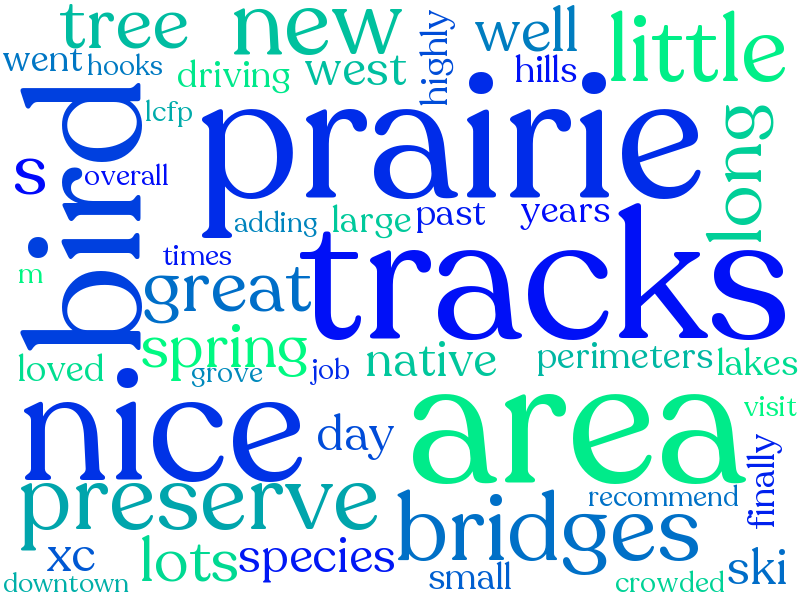 tree
new
well
little
went
hooks
driving
west
highly
hills
lcfp
bird
prairie
long
s
overall
adding
large
past
years
times
tracks
m
great
spring
loved
grove
job
native
perimeters
lakes
nice
day
area
visit
preserve
bridges
recommend
finally
xc
lots
species
small
ski
downtown
crowded